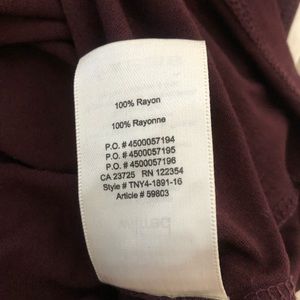 100% Rayon
100% Rayonne
P.O. # 4500057194
P.O. # 4500057195
P.O. # 4500057196
CA 23725 RN 122354
Style # TNY4-1891-16
Article # 59803